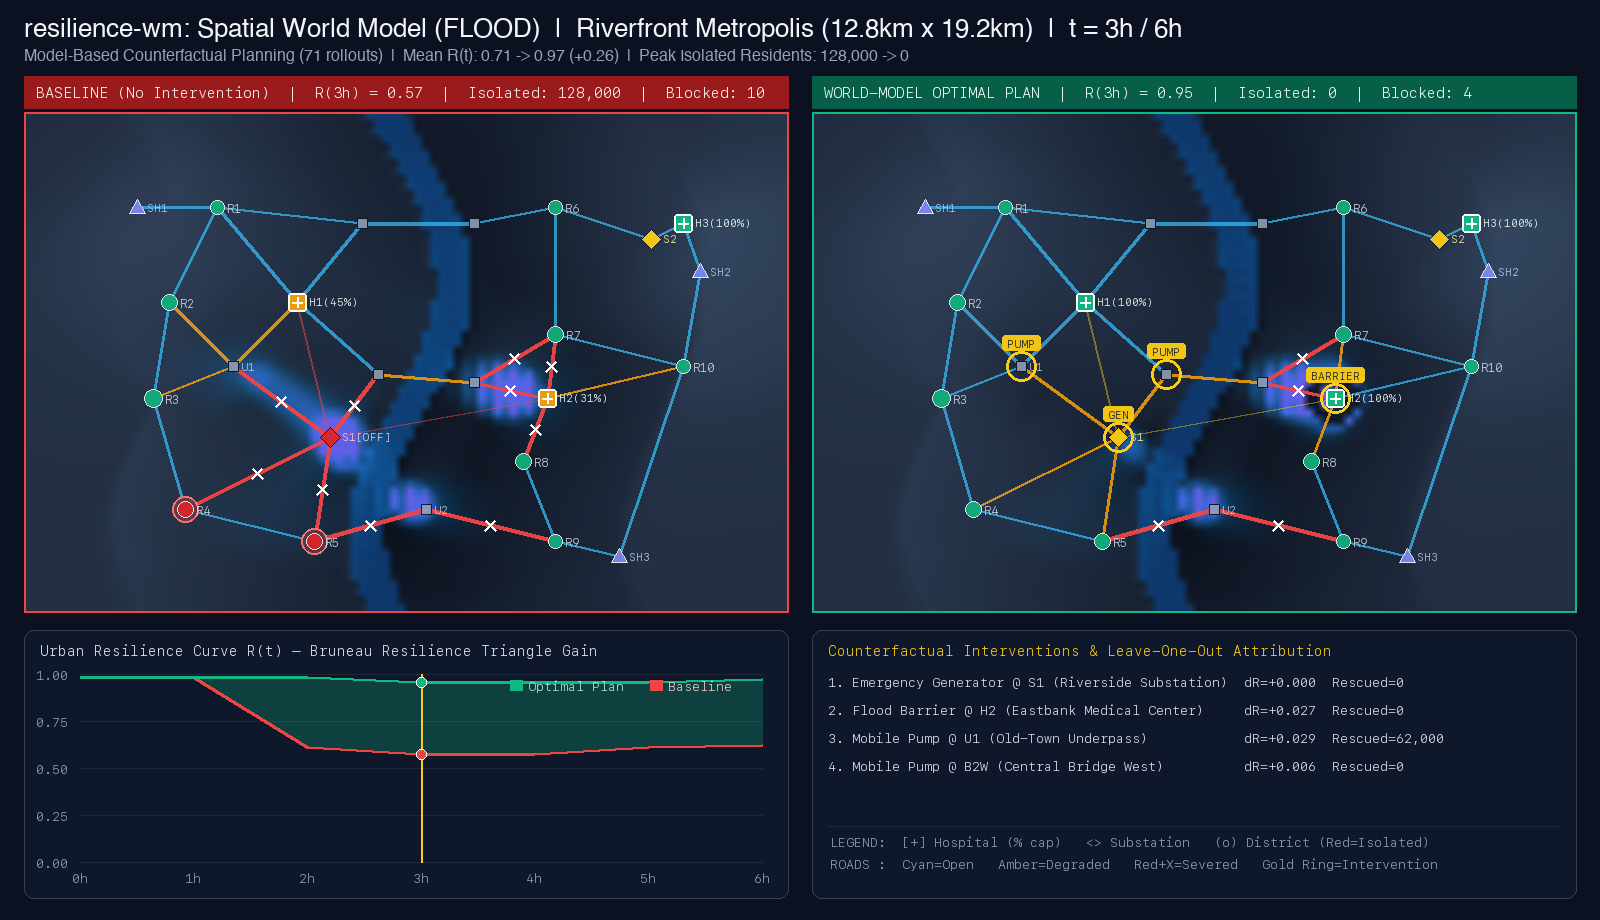 resilience-wm: Spatial World Model (FLOOD) | Riverfront Metropolis (12.8km x 19.2km) | t = 3h / 6h
Model-Based Counterfactual Planning (71 rollouts) | Mean R(t): 0.71 -> 0.97 (+0.26) | Peak Isolated Residents: 128,000 -> 0
BASELINE (No Intervention) | R(3h) = 0.57 | Isolated: 128,000 | Blocked: 10
SH1
R1
R6
H3(100%)
S2
SH2
R2
H1(45%)
R7
U1
R10
R3
H2(31%)
S1[OFF]
R8
R4
U2
R5
R9
SH3
WORLD-MODEL OPTIMAL PLAN | R(3h) = 0.95 | Isolated: 0 | Blocked: 4
SH1
R1
R6
H3(100%)
S2
SH2
R2
H1(100%)
R7
PUMP
PUMP
U1
R10
BARRIER
R3
H2(100%)
GEN
S1
R8
R4
U2
R5
R9
SH3
Urban Resilience Curve R(t) — Bruneau Resilience Triangle Gain
1.00
Optimal Plan
Baseline
0.75
0.50
0.25
0.00
0h 1h 2h 3h 4h 5h 6h
Counterfactual Interventions & Leave-One-Out Attribution
1. Emergency Generator @ S1 (Riverside Substation) dR=+0.000 Rescued=0
2. Flood Barrier @ H2 (Eastbank Medical Center) dR=+0.027 Rescued=0
3. Mobile Pump @ U1 (Old-Town Underpass) dR=+0.029 Rescued=62,000
4. Mobile Pump @ B2W (Central Bridge West) dR=+0.006 Rescued=0
LEGEND: [+] Hospital (% cap) <> Substation (o) District (Red=Isolated)
ROADS : Cyan=Open Amber=Degraded Red+X=Severed Gold Ring=Intervention